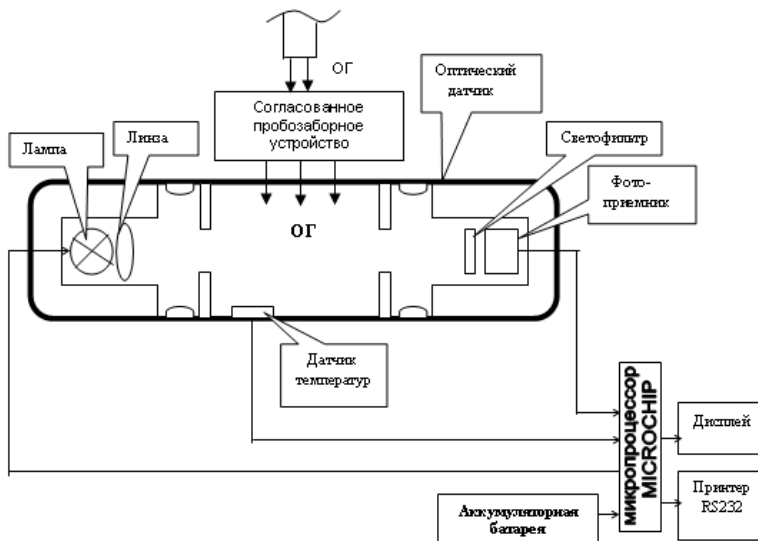 ОГ
Согласованное
пробозаборное
устройство
Оптический
датчик
Линза
Лампа
Светофильтр
Фото-
приемник
ОГ
Датчик
температур
микропроцессор
MICROCHIP
Дисплей
Принтер
RS232
Аккумуляторная
батарея